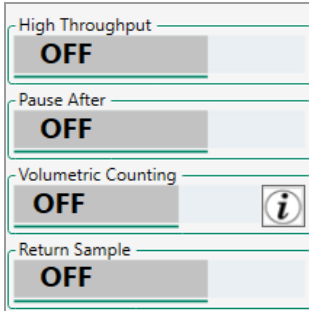 High Throughput
OFF
Pause After
OFF
Volumetric Counting
OFF
i
Return Sample
OFF